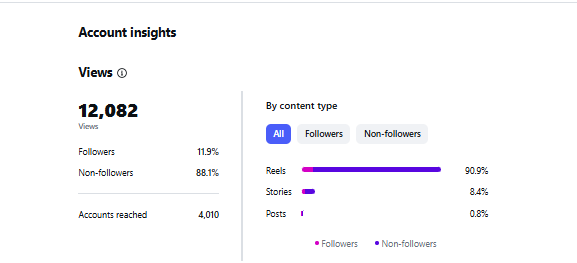 Account insights
Views
12,082
Views
Followers 11.9%
Non-followers 88.1%
Accounts reached 4,010
By content type
All Followers Non-followers
Reels 90.9%
Stories 8.4%
Posts 0.8%
Followers Non-followers